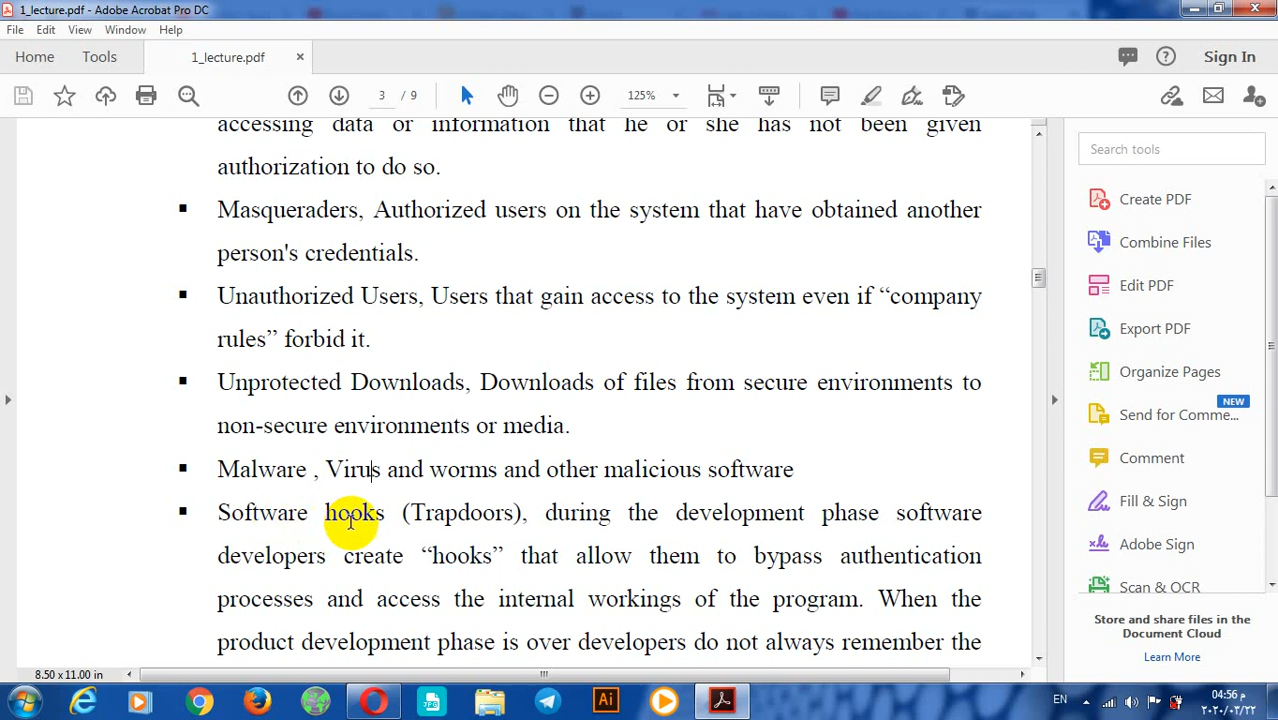 1_lecture.pdf - Adobe Acrobat Pro DC
File Edit View Window Help
Home Tools 1_lecture.pdf × Sign In
3 / 9 125%
accessing data or information that he or she has not been given
authorization to do so.
▪ Masqueraders, Authorized users on the system that have obtained another
person's credentials.
▪ Unauthorized Users, Users that gain access to the system even if “company
rules” forbid it.
▪ Unprotected Downloads, Downloads of files from secure environments to
non-secure environments or media.
▪ Malware , Virus and worms and other malicious software
▪ Software hooks (Trapdoors), during the development phase software
developers create “hooks” that allow them to bypass authentication
processes and access the internal workings of the program. When the
product development phase is over developers do not always remember the
8.50 x 11.00 in
Search tools
Create PDF
Combine Files
Edit PDF
Export PDF
Organize Pages
NEW
Send for Comme...
Comment
Fill & Sign
Adobe Sign
Scan & OCR
Store and share files in the
Document Cloud
Learn More
JPG
Ai
EN
04:56 م
٢٠٢٠/٠٣/٢٢